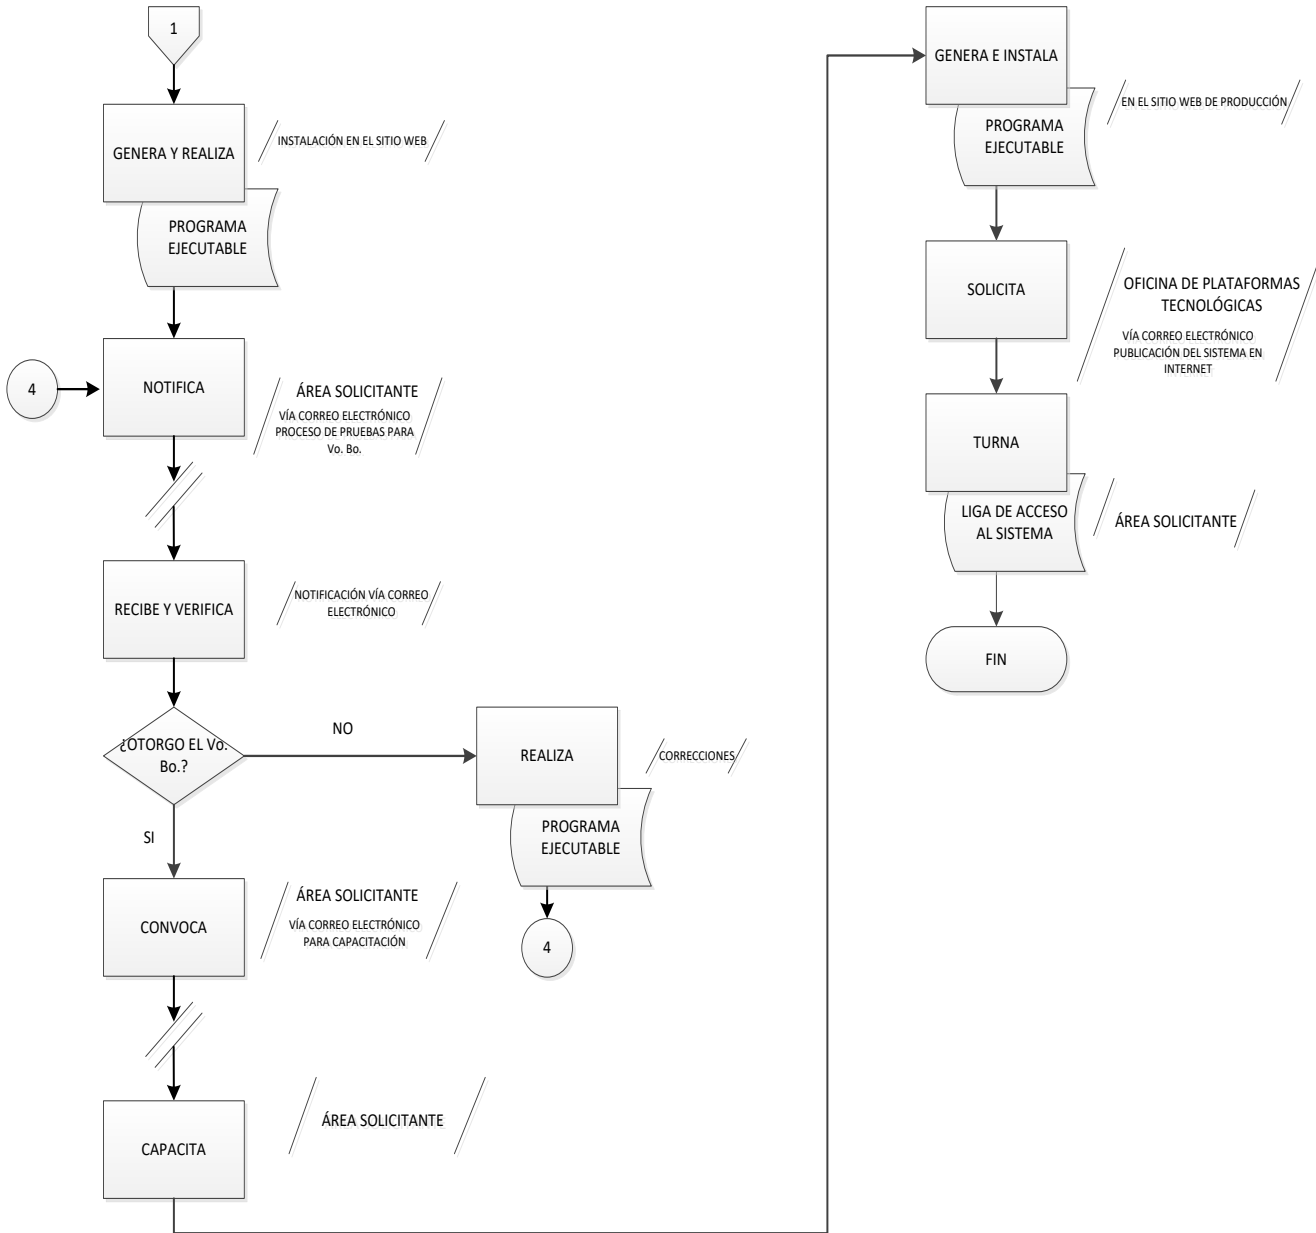 1
GENERA Y REALIZA
INSTALACIÓN EN EL SITIO WEB
PROGRAMA
EJECUTABLE
4
NOTIFICA
ÁREA SOLICITANTE
VÍA CORREO ELECTRÓNICO
PROCESO DE PRUEBAS PARA
Vo. Bo.
RECIBE Y VERIFICA
NOTIFICACIÓN VÍA CORREO
ELECTRÓNICO
¿OTORGO EL Vo.
Bo.?
NO
REALIZA
CORRECCIONES
PROGRAMA
EJECUTABLE
4
SI
CONVOCA
ÁREA SOLICITANTE
VÍA CORREO ELECTRÓNICO
PARA CAPACITACIÓN
CAPACITA
ÁREA SOLICITANTE
GENERA E INSTALA
EN EL SITIO WEB DE PRODUCCIÓN
PROGRAMA
EJECUTABLE
SOLICITA
OFICINA DE PLATAFORMAS
TECNOLÓGICAS
VÍA CORREO ELECTRÓNICO
PUBLICACIÓN DEL SISTEMA EN
INTERNET
TURNA
LIGA DE ACCESO
AL SISTEMA
ÁREA SOLICITANTE
FIN